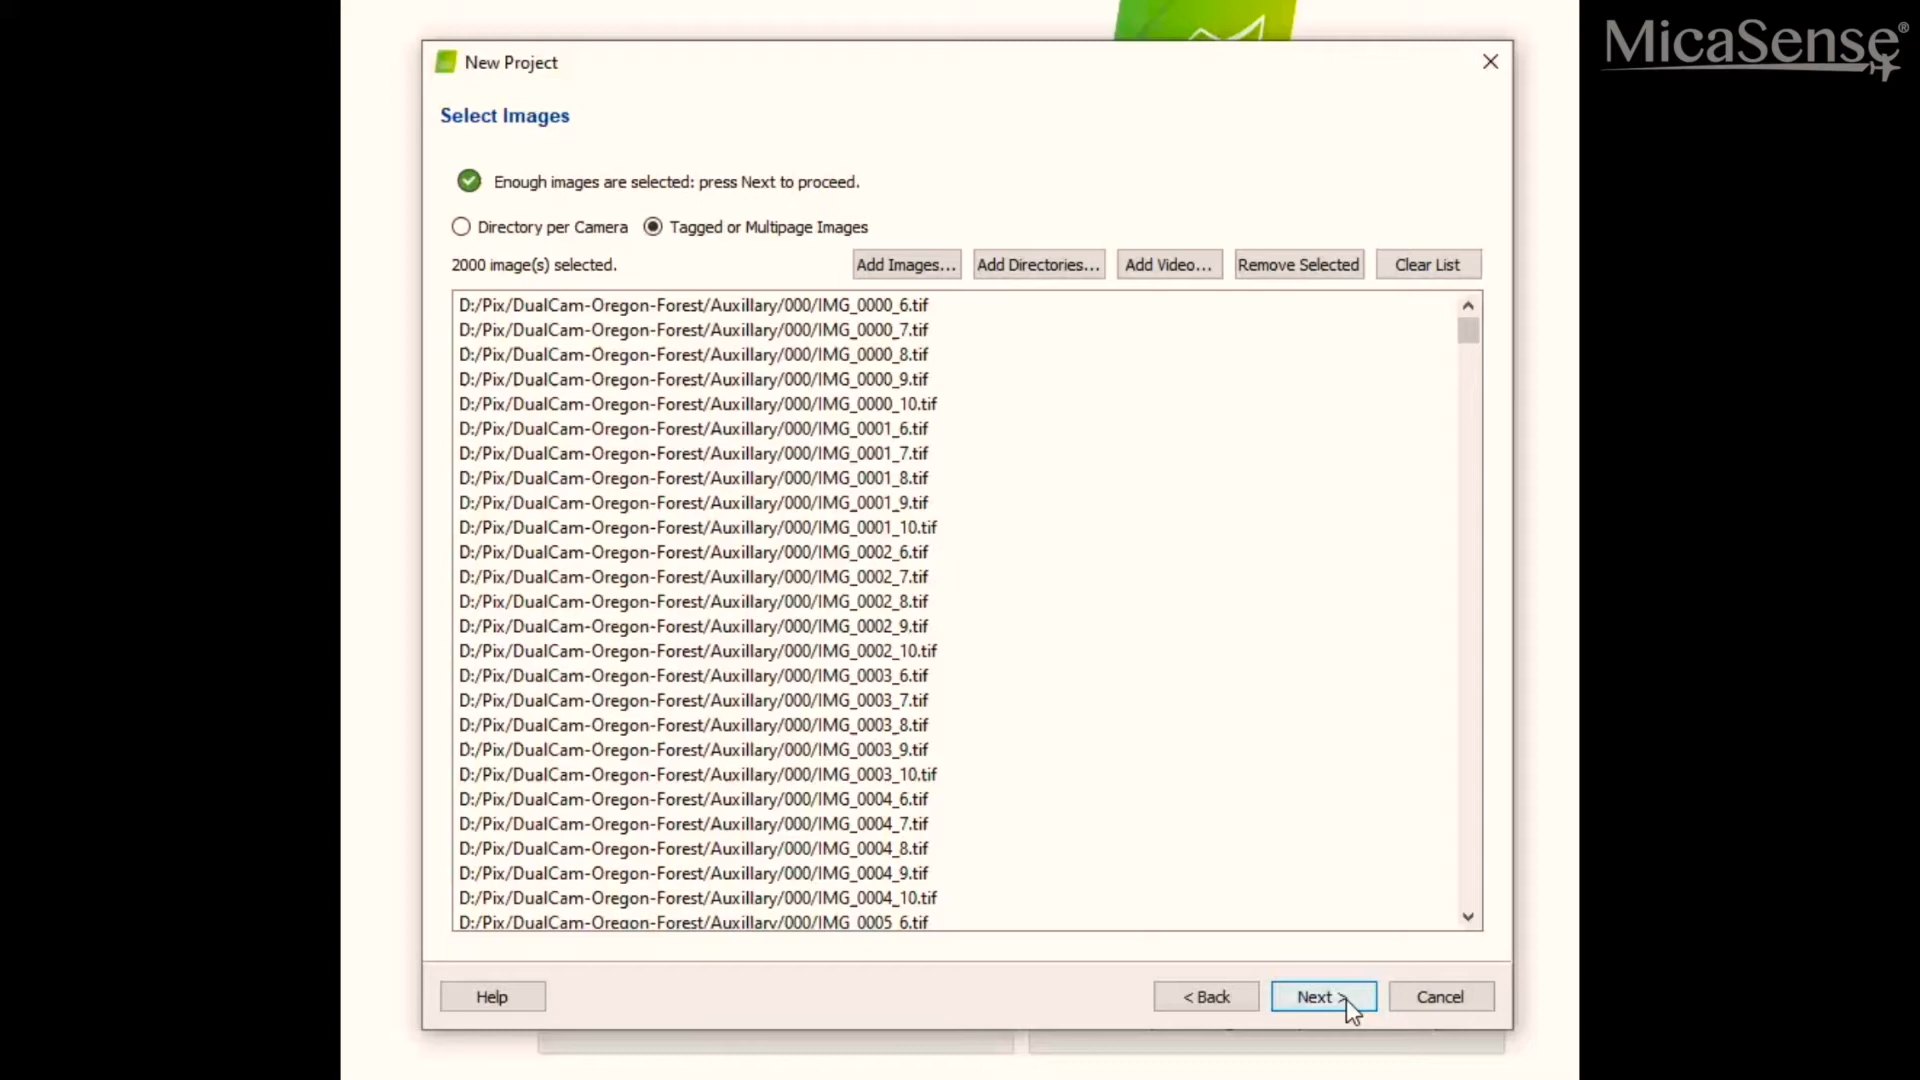 MicaSense®
New Project
Select Images
Enough images are selected: press Next to proceed.
Directory per Camera Tagged or Multipage Images
2000 image(s) selected. Add Images... Add Directories... Add Video... Remove Selected Clear List
D:/Pix/DualCam-Oregon-Forest/Auxillary/000/IMG_0000_6.tif
D:/Pix/DualCam-Oregon-Forest/Auxillary/000/IMG_0000_7.tif
D:/Pix/DualCam-Oregon-Forest/Auxillary/000/IMG_0000_8.tif
D:/Pix/DualCam-Oregon-Forest/Auxillary/000/IMG_0000_9.tif
D:/Pix/DualCam-Oregon-Forest/Auxillary/000/IMG_0000_10.tif
D:/Pix/DualCam-Oregon-Forest/Auxillary/000/IMG_0001_6.tif
D:/Pix/DualCam-Oregon-Forest/Auxillary/000/IMG_0001_7.tif
D:/Pix/DualCam-Oregon-Forest/Auxillary/000/IMG_0001_8.tif
D:/Pix/DualCam-Oregon-Forest/Auxillary/000/IMG_0001_9.tif
D:/Pix/DualCam-Oregon-Forest/Auxillary/000/IMG_0001_10.tif
D:/Pix/DualCam-Oregon-Forest/Auxillary/000/IMG_0002_6.tif
D:/Pix/DualCam-Oregon-Forest/Auxillary/000/IMG_0002_7.tif
D:/Pix/DualCam-Oregon-Forest/Auxillary/000/IMG_0002_8.tif
D:/Pix/DualCam-Oregon-Forest/Auxillary/000/IMG_0002_9.tif
D:/Pix/DualCam-Oregon-Forest/Auxillary/000/IMG_0002_10.tif
D:/Pix/DualCam-Oregon-Forest/Auxillary/000/IMG_0003_6.tif
D:/Pix/DualCam-Oregon-Forest/Auxillary/000/IMG_0003_7.tif
D:/Pix/DualCam-Oregon-Forest/Auxillary/000/IMG_0003_8.tif
D:/Pix/DualCam-Oregon-Forest/Auxillary/000/IMG_0003_9.tif
D:/Pix/DualCam-Oregon-Forest/Auxillary/000/IMG_0003_10.tif
D:/Pix/DualCam-Oregon-Forest/Auxillary/000/IMG_0004_6.tif
D:/Pix/DualCam-Oregon-Forest/Auxillary/000/IMG_0004_7.tif
D:/Pix/DualCam-Oregon-Forest/Auxillary/000/IMG_0004_8.tif
D:/Pix/DualCam-Oregon-Forest/Auxillary/000/IMG_0004_9.tif
D:/Pix/DualCam-Oregon-Forest/Auxillary/000/IMG_0004_10.tif
D:/Pix/DualCam-Oregon-Forest/Auxillary/000/IMG_0005_6.tif
Help < Back Next > Cancel